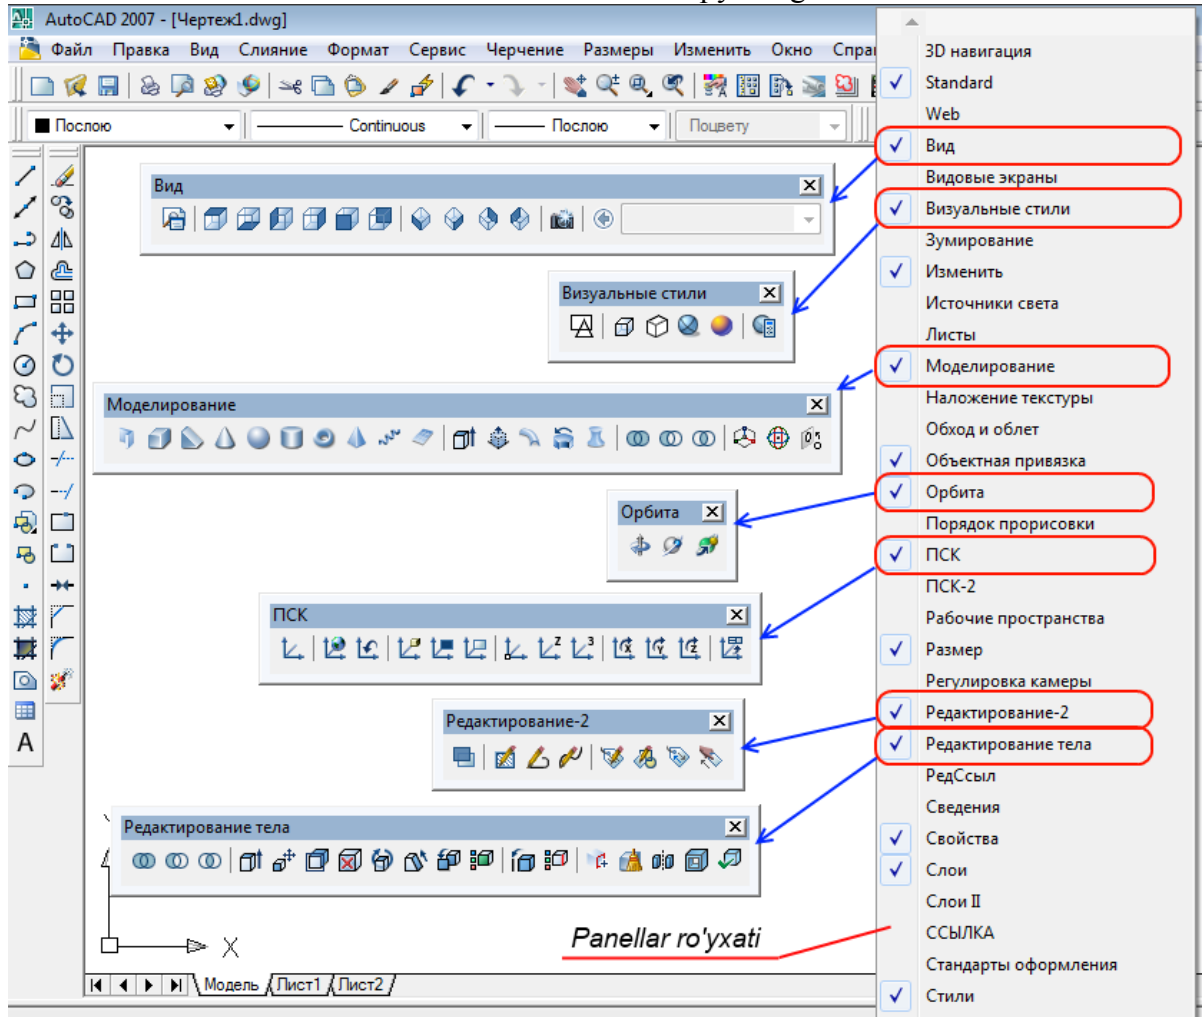 AutoCAD 2007 - [Чертеж1.dwg]
Файл Правка Вид Слияние Формат Сервис Черчение Размеры Изменить Окно
Послою Continuous Послою Поцвету
Вид
Визуальные стили
Моделирование
Орбита
ПСК
Редактирование-2
Редактирование тела
Y
X
Panellar ro'yxati
Модель Лист1 Лист2
A
3D навигация
Standard
Web
Вид
Видовые экраны
Визуальные стили
Зумирование
Изменить
Источники света
Листы
Моделирование
Наложение текстуры
Обход и облет
Объектная привязка
Орбита
Порядок прорисовки
ПСК
ПСК-2
Рабочие пространства
Размер
Регулировка камеры
Редактирование-2
Редактирование тела
РедСсыл
Сведения
Свойства
Слои
Слои II
ССЫЛКА
Стандарты оформления
Стили